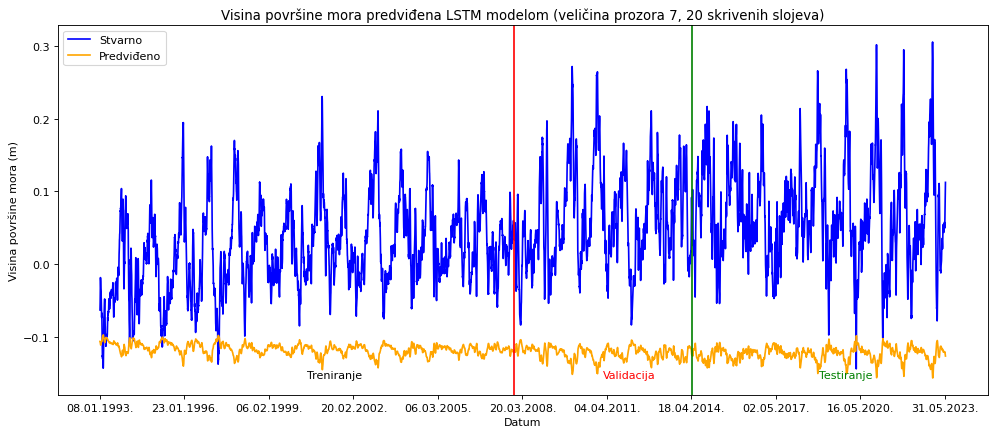 Visina površine mora predviđena LSTM modelom (veličina prozora 7, 20 skrivenih slojeva)
Stvarno
Predviđeno
Visina površine mora (m)
0.3
0.2
0.1
0.0
−0.1
Treniranje
Validacija
Testiranje
08.01.1993.
23.01.1996.
06.02.1999.
20.02.2002.
06.03.2005.
20.03.2008.
04.04.2011.
18.04.2014.
02.05.2017.
16.05.2020.
31.05.2023.
Datum